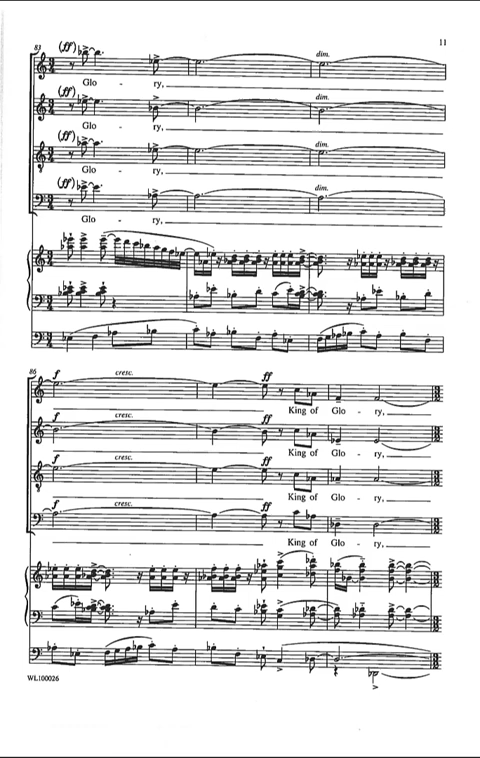 11
83
(ff)
dim.
Glo - ry,
(ff)
dim.
Glo - ry,
(ff)
dim.
Glo - ry,
(ff)
dim.
Glo - ry,
86
f cresc. ff
King of Glo - ry,
f cresc. ff
King of Glo - ry,
f cresc. ff
King of Glo - ry,
f cresc. ff
King of Glo - ry,
WL100026